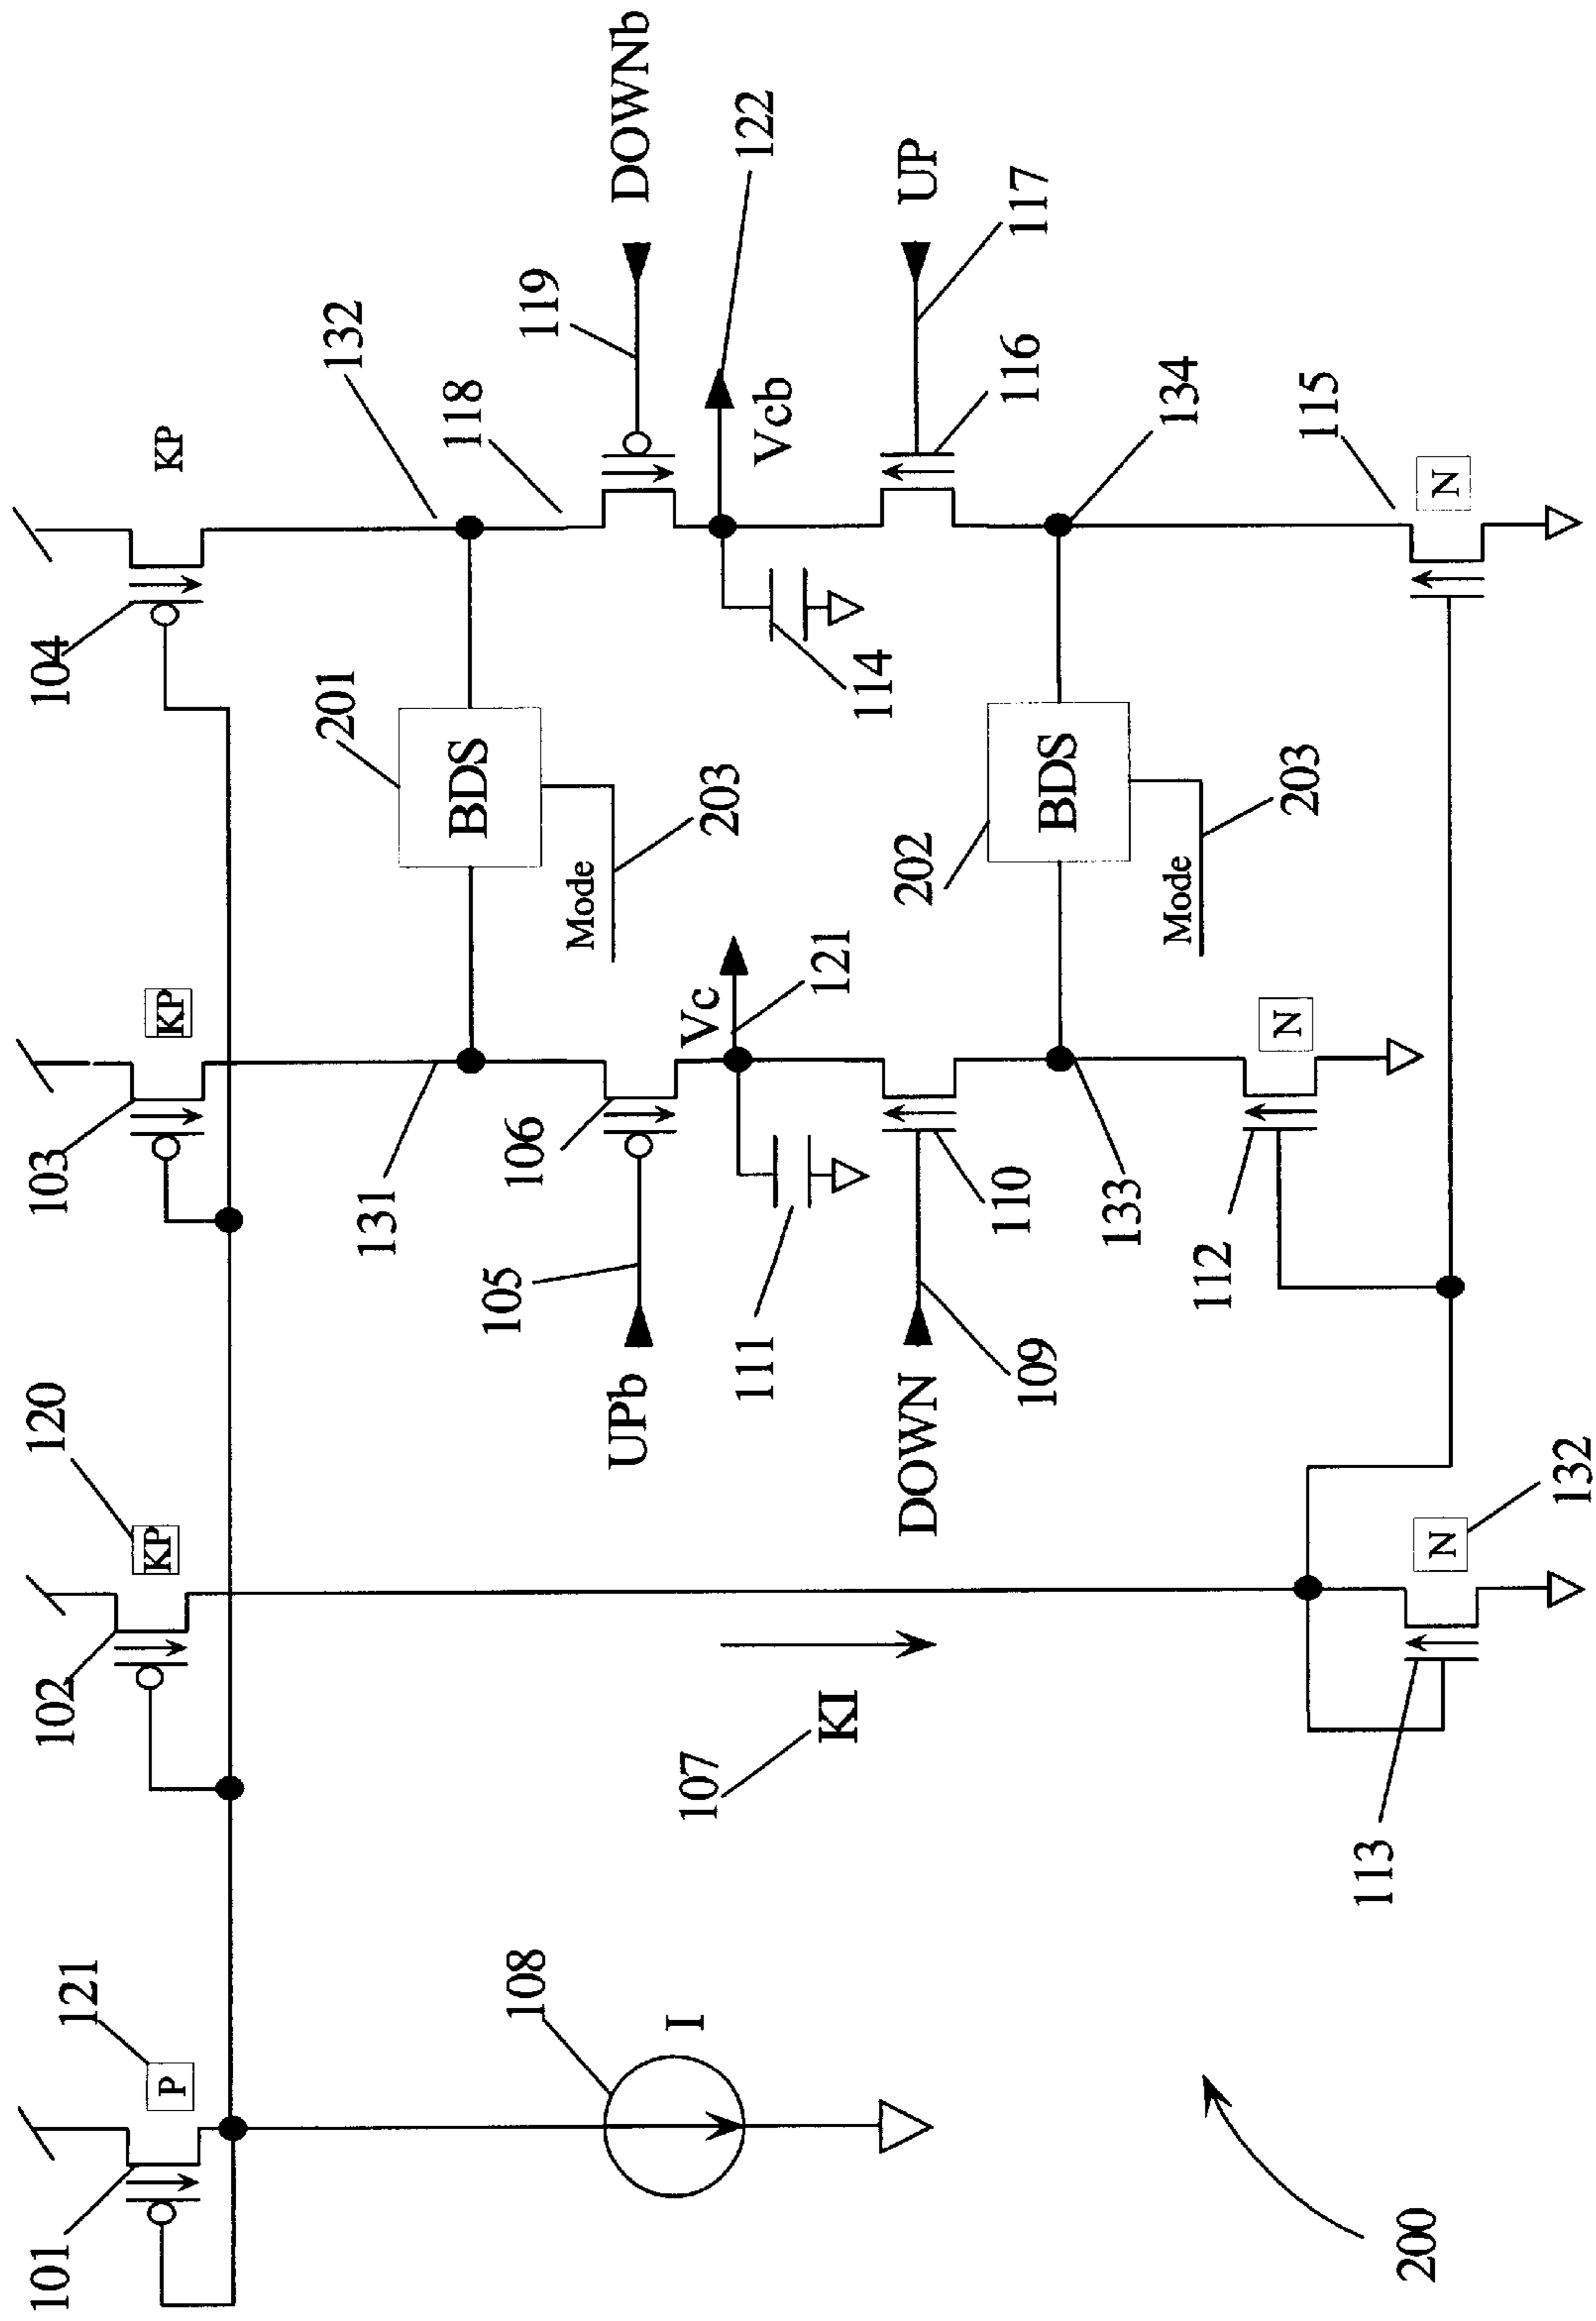 101
P
121
102
KP
120
103
KP
104
KP
131
132
201
BDS
Mode
203
118
119
DOWNb
UPb
105
106
Vc
121
111
Vcb
122
114
108
I
107
KI
DOWN
109
110
UP
117
116
133
202
BDS
Mode
203
134
112
N
115
N
113
N
132
200